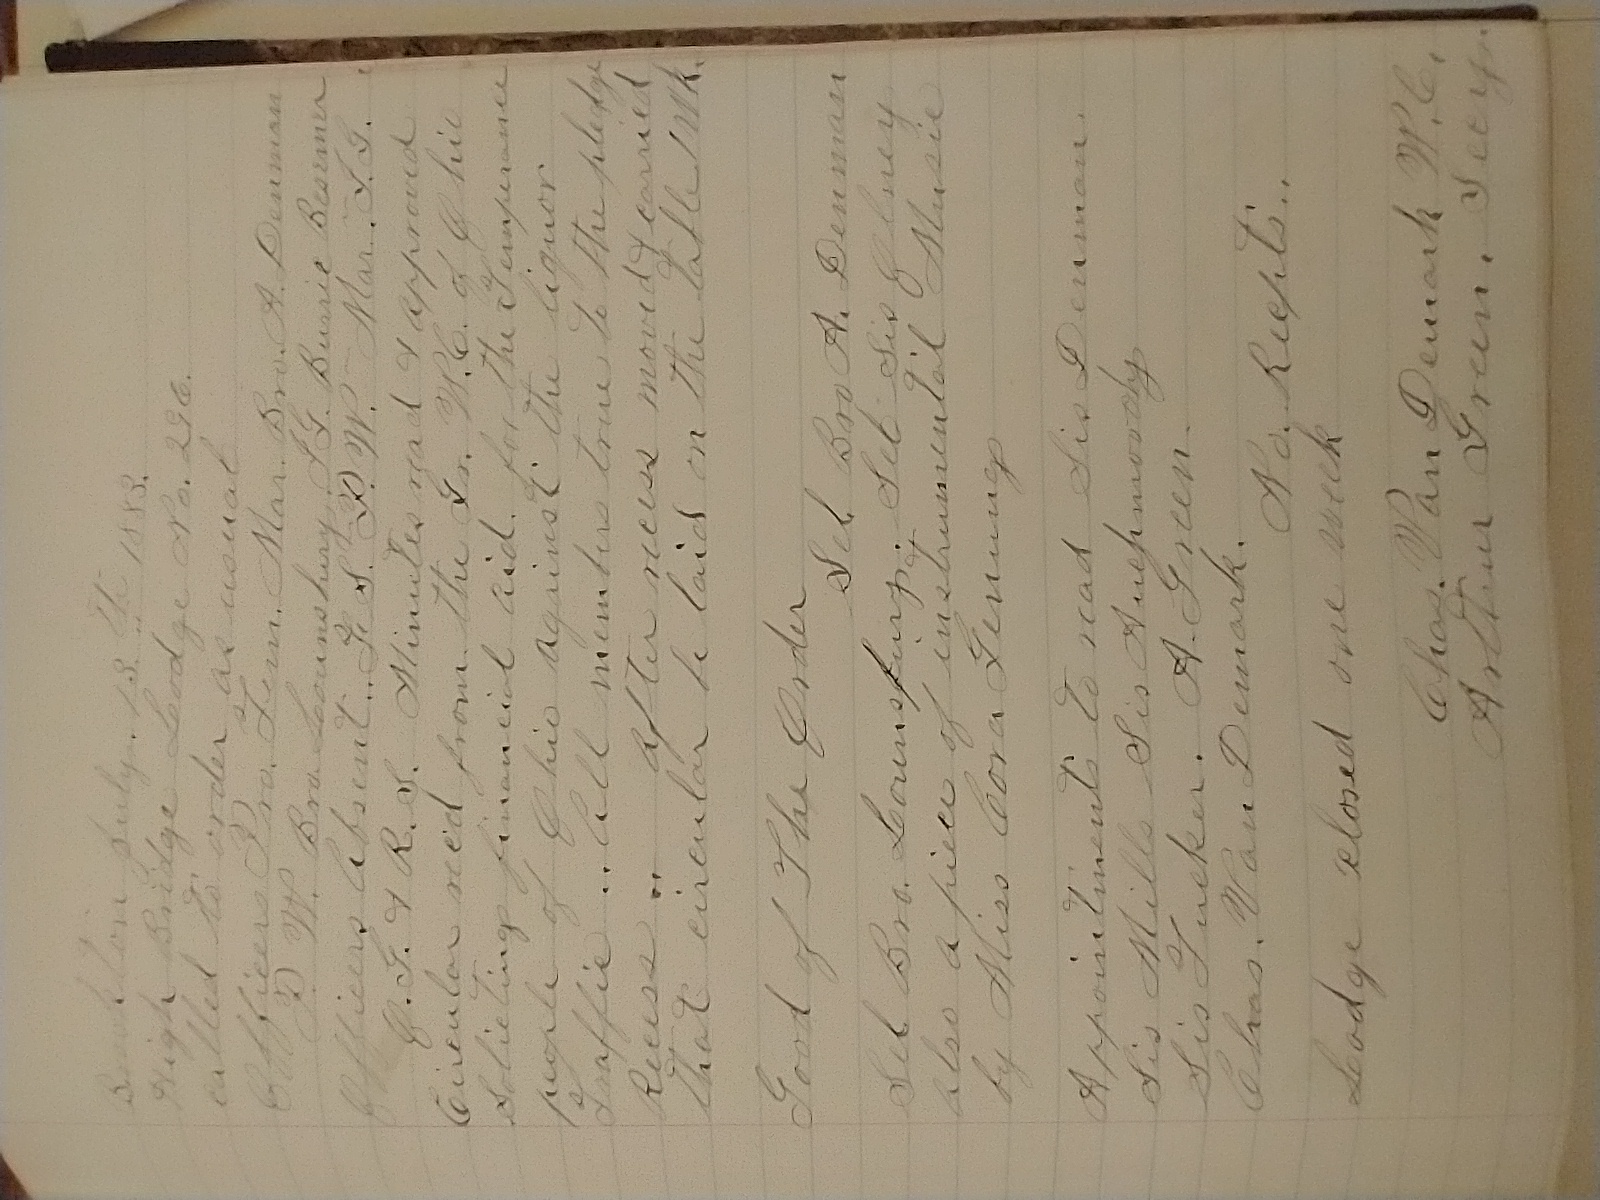 Brookton July. 13.th 1883.
High Bridge Lodge No. 296.
called to order as usual
Officers Pro. Tem. Mar. Bro. A. Denman
P. W. Bro. Lounsbury. I G. Burrie Besemer
Officers Absent.. F. S. P. W. Mar. I. G.
O. G. & R. S. Minutes read & approved
Circular recd from the Gr. W.C. of Ohio
Solicting financial aid. for the Temperance
people of Ohio against the liquor
Traffic .. All members true to the pledge
Recess .. After recess moved & carried
that circular be laid on the table 1 Wk.
Good of The Order
Sel Bro A. Denman
Sel Bro. Lounsbury. Sel Sis Olney
also a piece of instrumental Music
by Miss Cora Genung
Appointments to read Sis Denman.
Sis Mills Sis Auchmoody
Sis Tucker. A. Green.
Chas. Van Demark.
No. Recpts..
Lodge closed one week
Chas. Van Demark W. C.
Arthur Green. Secy.